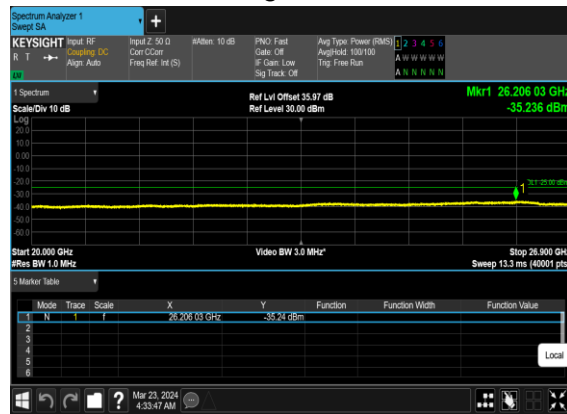 Spectrum Analyzer 1
Swept SA
KEYSIGHT Input: RF Input Z: 50 Ω #Atten: 10 dB PNO: Fast Avg Type: Power (RMS) 1 2 3 4 5 6
R T Coupling: DC Corr CCorr Gate: Off Avg|Hold: 100/100 A W W W W W
Align: Auto Freq Ref: Int (S) IF Gain: Low Trig: Free Run
Sig Track: Off A N N N N N
1 Spectrum Ref Lvl Offset 35.97 dB Mkr1 26.206 03 GHz
Scale/Div 10 dB Ref Level 30.00 dBm -35.236 dBm
Log
20.0
10.0
0.00
-10.0
-20.0
-30.0
-40.0
-50.0
-60.0
1
Start 20.000 GHz Video BW 3.0 MHz* Stop 26.900 GHz
#Res BW 1.0 MHz Sweep 13.3 ms (40001 pts
5 Marker Table
Mode Trace Scale X Y Function Function Width Function Value
1 N 1 f 26.206 03 GHz -35.24 dBm
2
3
4
5
6
Local
? Mar 23, 2024
4:33:47 AM